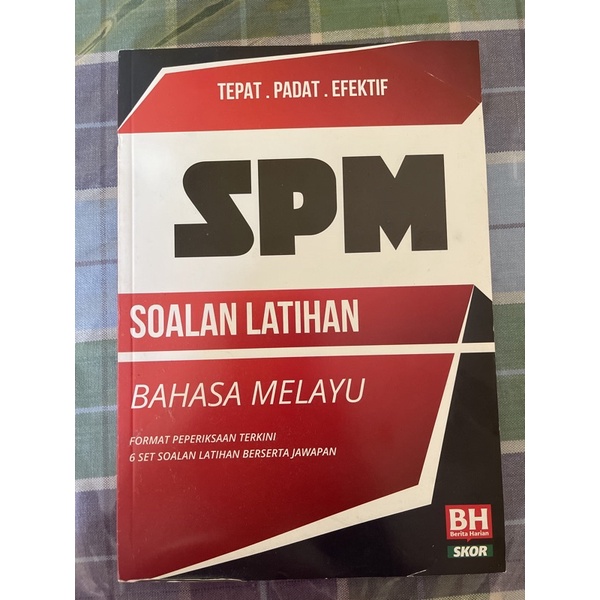 TEPAT . PADAT . EFEKTIF
SPM
SOALAN LATIHAN
BAHASA MELAYU
FORMAT PEPERIKSAAN TERKINI
6 SET SOALAN LATIHAN BERSERTA JAWAPAN
BH
Berita Harian
SKOR